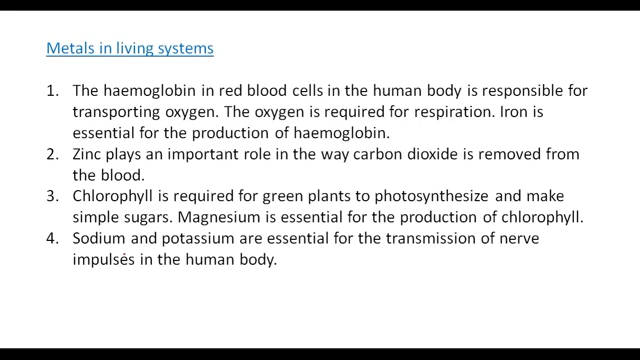 Metals in living systems
1. The haemoglobin in red blood cells in the human body is responsible for
transporting oxygen. The oxygen is required for respiration. Iron is
essential for the production of haemoglobin.
2. Zinc plays an important role in the way carbon dioxide is removed from
the blood.
3. Chlorophyll is required for green plants to photosynthesize and make
simple sugars. Magnesium is essential for the production of chlorophyll.
4. Sodium and potassium are essential for the transmission of nerve
impulses in the human body.